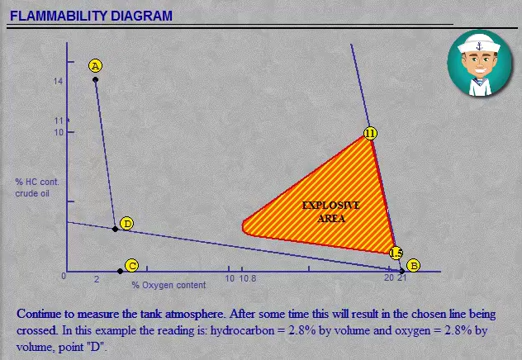 FLAMMABILITY DIAGRAM
A
14
11
10
11
% HC cont.
crude oil
EXPLOSIVE
AREA
D
1.5
C
B
0
2
% Oxygen content
10 10.8
20 21
Continue to measure the tank atmosphere. After some time this will result in the chosen line being
crossed. In this example the reading is: hydrocarbon = 2.8% by volume and oxygen = 2.8% by
volume, point "D".